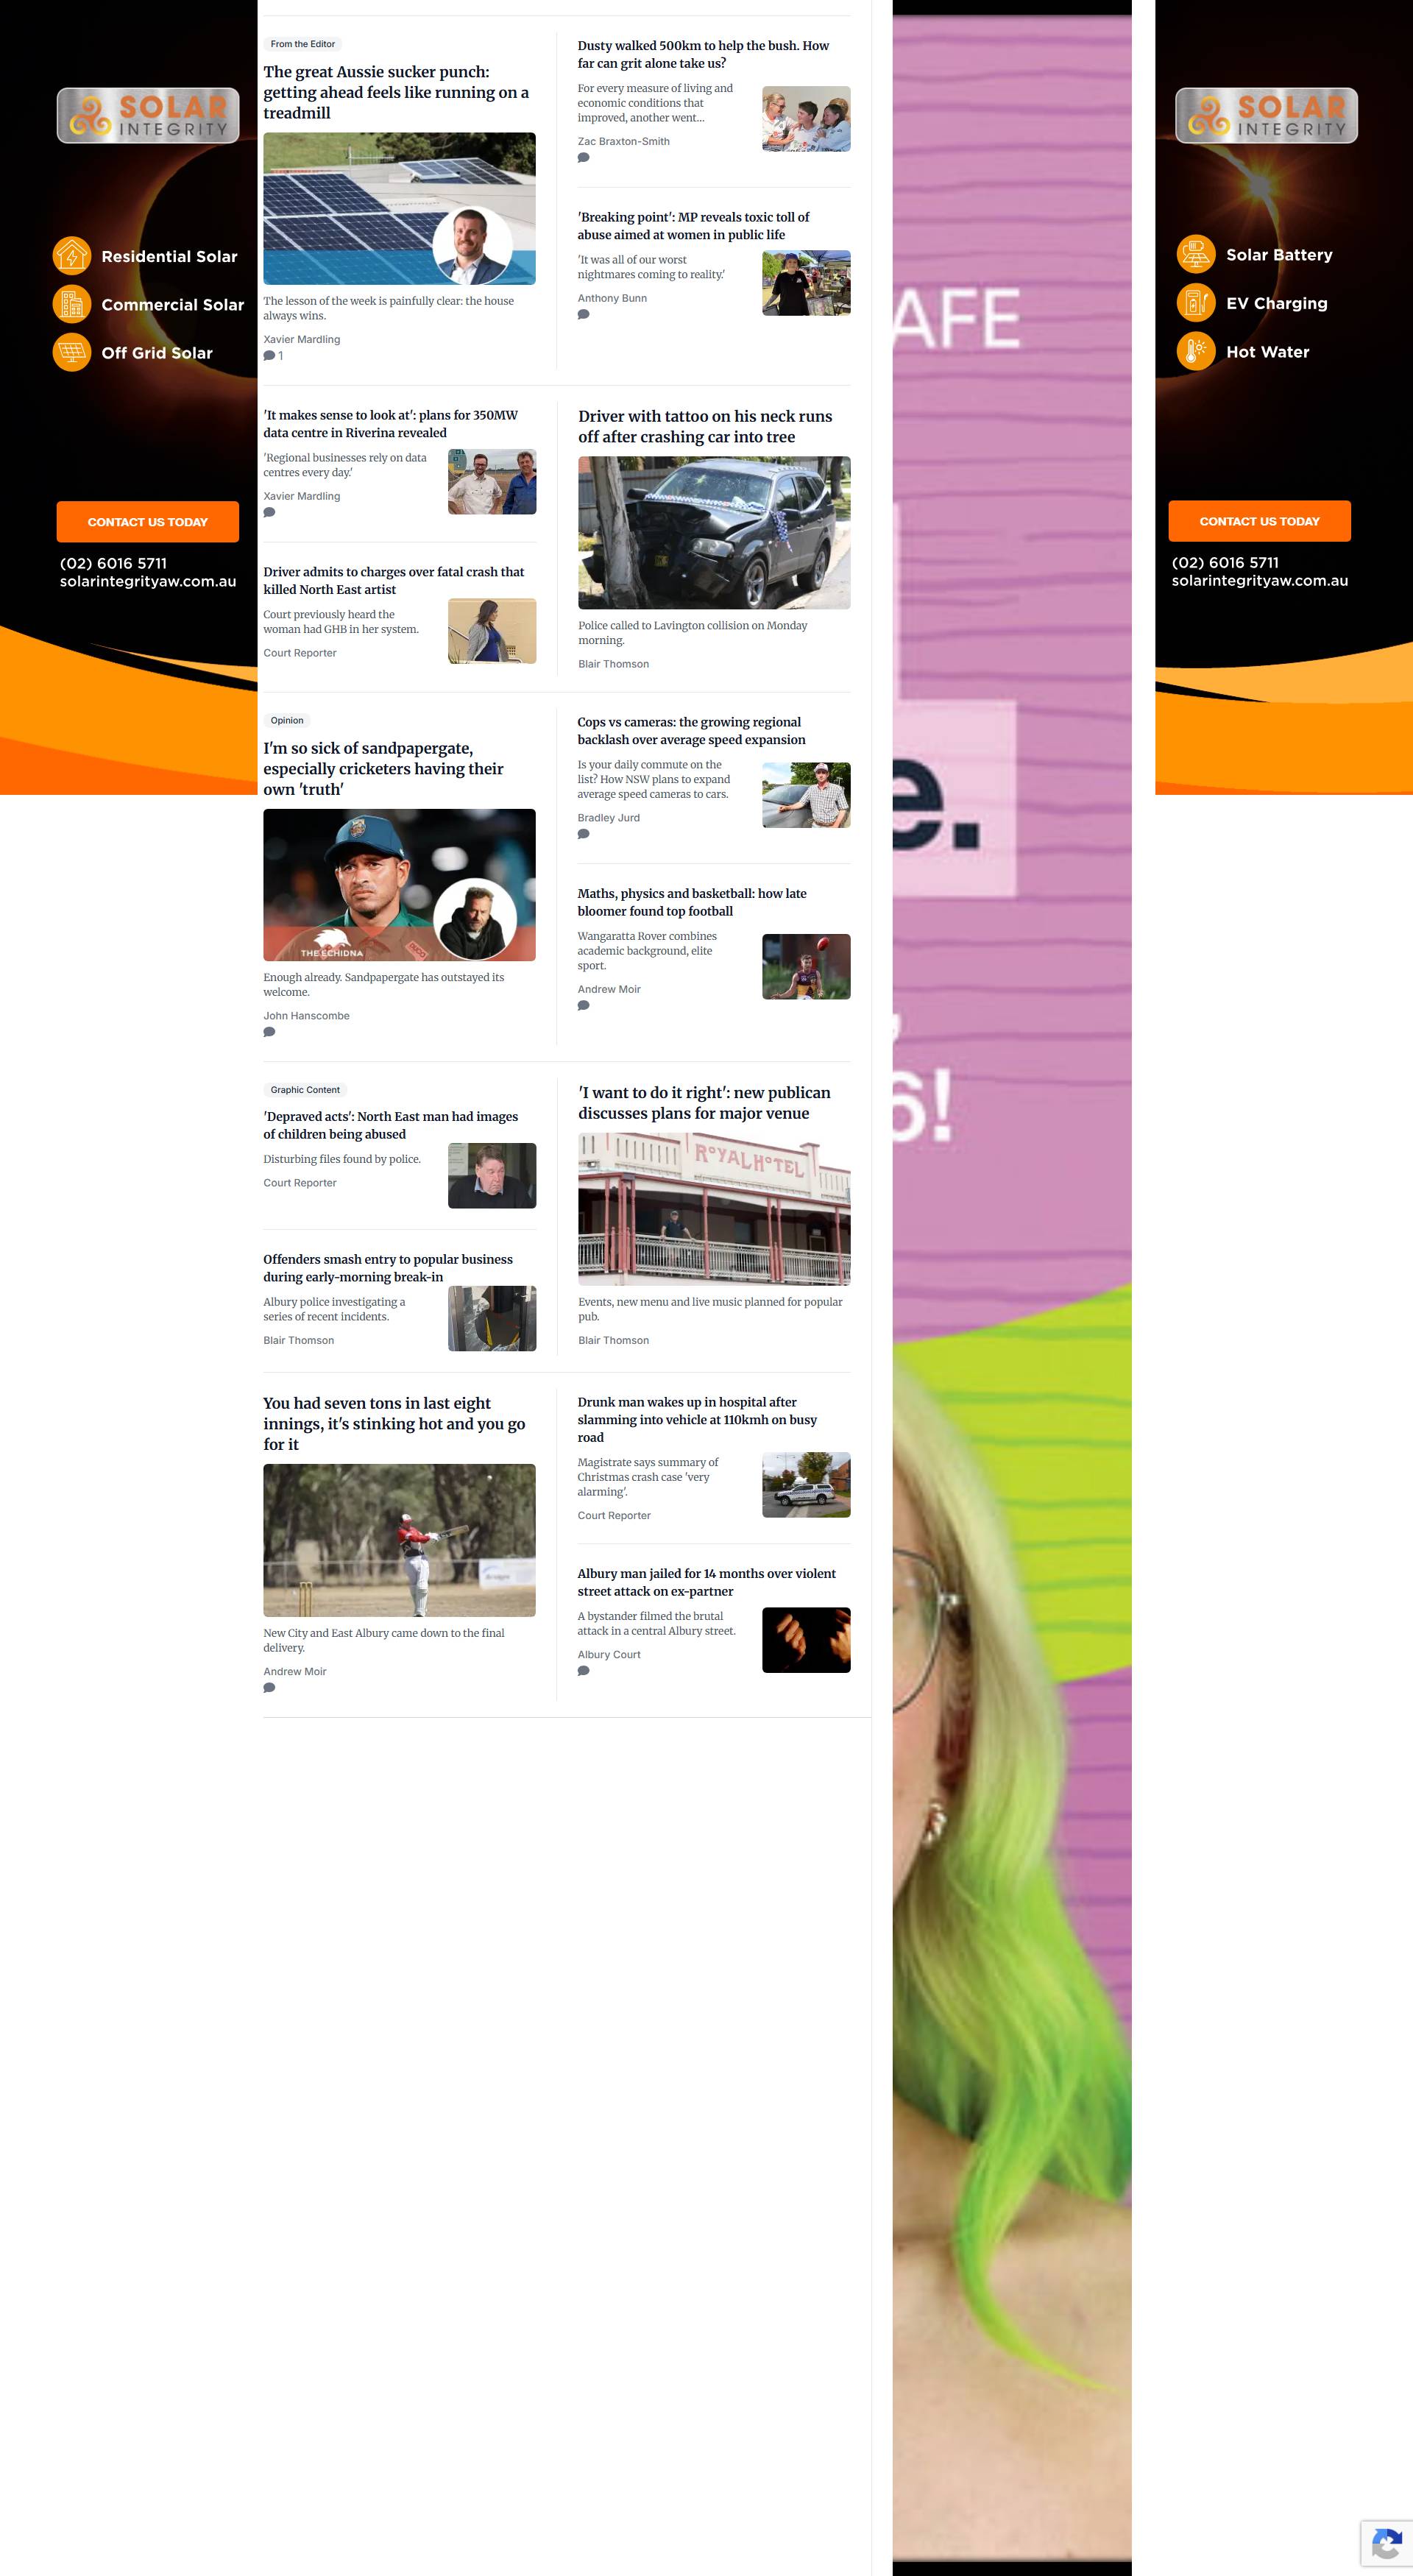 SOLAR
INTEGRITY
Residential Solar
Commercial Solar
Off Grid Solar
CONTACT US TODAY
(02) 6016 5711
solarintegrityaw.com.au
From the Editor
The great Aussie sucker punch:
getting ahead feels like running on a
treadmill
The lesson of the week is painfully clear: the house
always wins.
Xavier Mardling
1
Dusty walked 500km to help the bush. How
far can grit alone take us?
For every measure of living and
economic conditions that
improved, another went...
Zac Braxton-Smith
'Breaking point': MP reveals toxic toll of
abuse aimed at women in public life
'It was all of our worst
nightmares coming to reality.'
Anthony Bunn
'It makes sense to look at': plans for 350MW
data centre in Riverina revealed
'Regional businesses rely on data
centres every day.'
Xavier Mardling
Driver admits to charges over fatal crash that
killed North East artist
Court previously heard the
woman had GHB in her system.
Court Reporter
Driver with tattoo on his neck runs
off after crashing car into tree
Police called to Lavington collision on Monday
morning.
Blair Thomson
Opinion
I'm so sick of sandpapergate,
especially cricketers having their
own 'truth'
THE ECHIDNA
Enough already. Sandpapergate has outstayed its
welcome.
John Hanscombe
Cops vs cameras: the growing regional
backlash over average speed expansion
Is your daily commute on the
list? How NSW plans to expand
average speed cameras to cars.
Bradley Jurd
Maths, physics and basketball: how late
bloomer found top football
Wangaratta Rover combines
academic background, elite
sport.
Andrew Moir
Graphic Content
'Depraved acts': North East man had images
of children being abused
Disturbing files found by police.
Court Reporter
Offenders smash entry to popular business
during early-morning break-in
Albury police investigating a
series of recent incidents.
Blair Thomson
'I want to do it right': new publican
discusses plans for major venue
ROYAL HOTEL
Events, new menu and live music planned for popular
pub.
Blair Thomson
You had seven tons in last eight
innings, it's stinking hot and you go
for it
New City and East Albury came down to the final
delivery.
Andrew Moir
Drunk man wakes up in hospital after
slamming into vehicle at 110kmh on busy
road
Magistrate says summary of
Christmas crash case 'very
alarming'.
Court Reporter
Albury man jailed for 14 months over violent
street attack on ex-partner
A bystander filmed the brutal
attack in a central Albury street.
Albury Court
AFE
e.
6!
SOLAR
INTEGRITY
Solar Battery
EV Charging
Hot Water
CONTACT US TODAY
(02) 6016 5711
solarintegrityaw.com.au